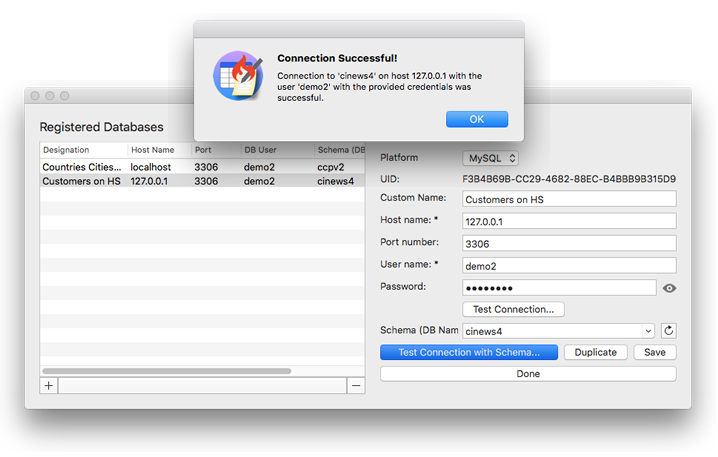 Connection Successful!
Connection to 'cinews4' on host 127.0.0.1 with the
user 'demo2' with the provided credentials was
successful.
OK
Registered Databases
Designation Host Name Port DB User Schema (DB
Countries Cities... localhost 3306 demo2 ccpv2
Customers on HS 127.0.0.1 3306 demo2 cinews4
Platform MySQL
UID: F3B4B69B-CC29-4682-88EC-B4BBB9B315D9
Custom Name: Customers on HS
Host name: * 127.0.0.1
Port number: 3306
User name: * demo2
Password: ●●●●●●●●
Test Connection...
Schema (DB Nam cinews4
Test Connection with Schema... Duplicate Save
Done